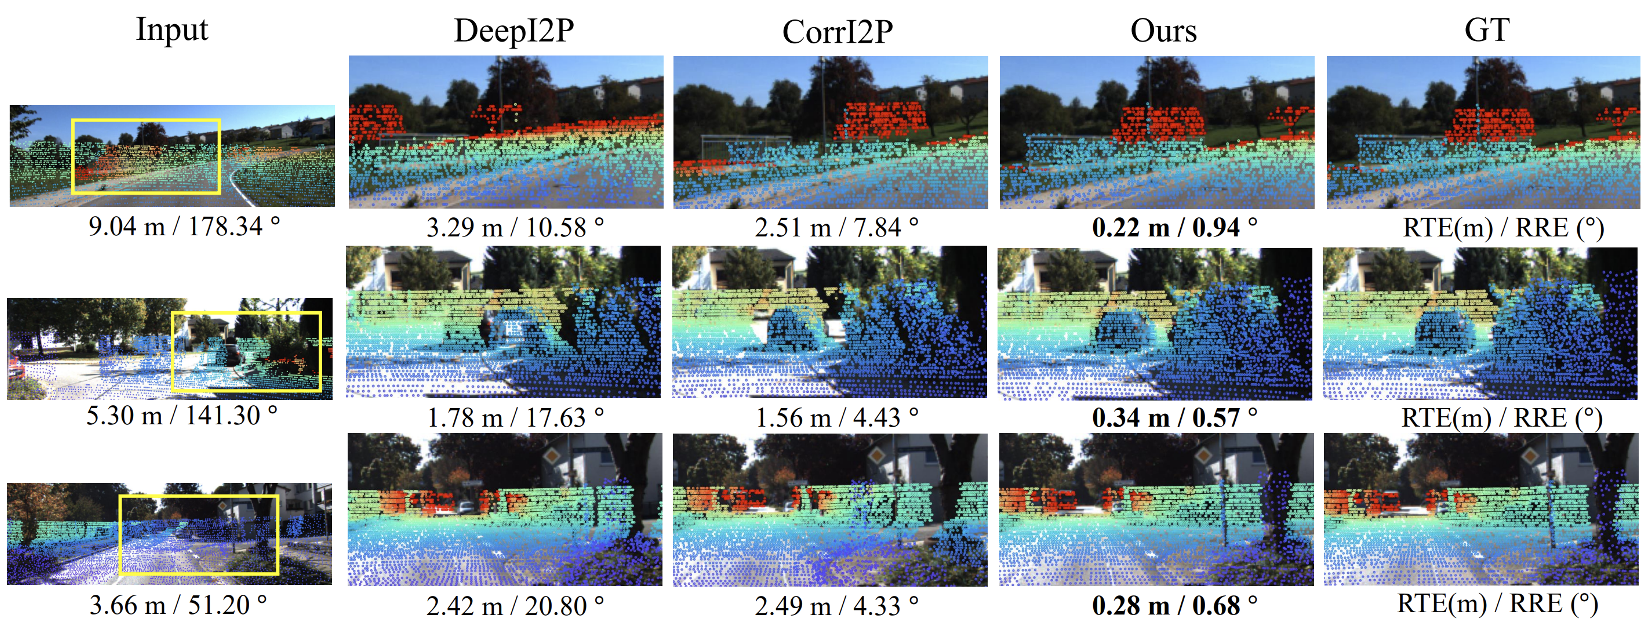 Input DeepI2P CorrI2P Ours GT
9.04 m / 178.34 ° 3.29 m / 10.58 ° 2.51 m / 7.84 ° 0.22 m / 0.94 ° RTE(m) / RRE (°)
5.30 m / 141.30 ° 1.78 m / 17.63 ° 1.56 m / 4.43 ° 0.34 m / 0.57 ° RTE(m) / RRE (°)
3.66 m / 51.20 ° 2.42 m / 20.80 ° 2.49 m / 4.33 ° 0.28 m / 0.68 ° RTE(m) / RRE (°)